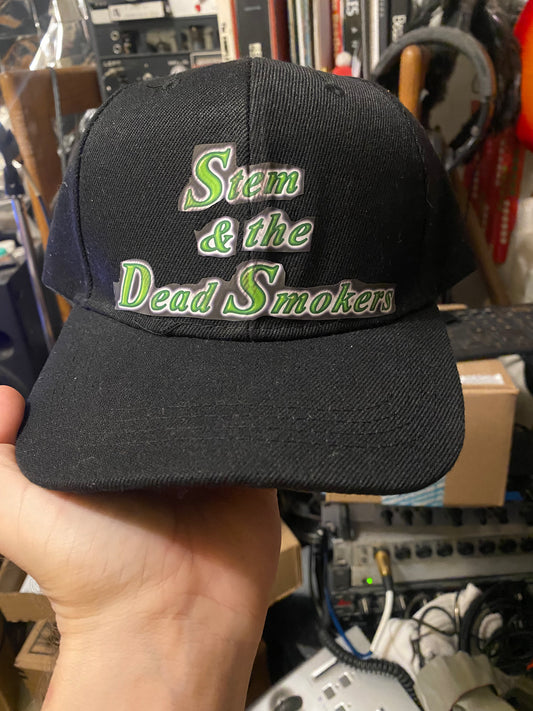 Stem
& the
Dead Smokers